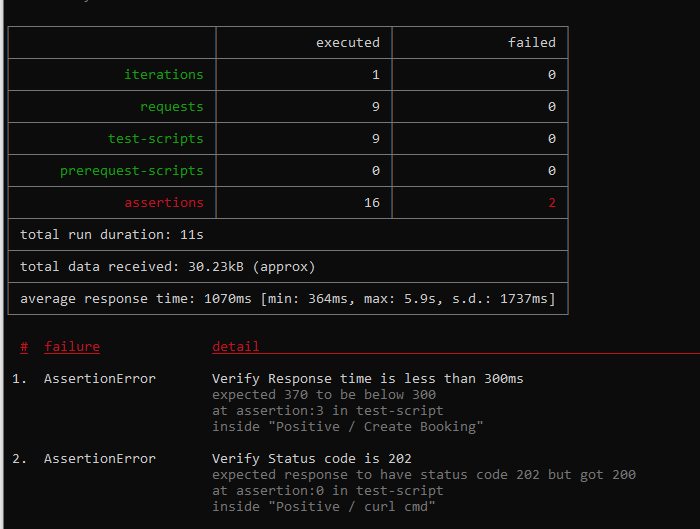 executed failed
iterations 1 0
requests 9 0
test-scripts 9 0
prerequest-scripts 0 0
assertions 16 2
total run duration: 11s
total data received: 30.23kB (approx)
average response time: 1070ms [min: 364ms, max: 5.9s, s.d.: 1737ms]
# failure detail
1. AssertionError Verify Response time is less than 300ms
expected 370 to be below 300
at assertion:3 in test-script
inside "Positive / Create Booking"
2. AssertionError Verify Status code is 202
expected response to have status code 202 but got 200
at assertion:0 in test-script
inside "Positive / curl cmd"